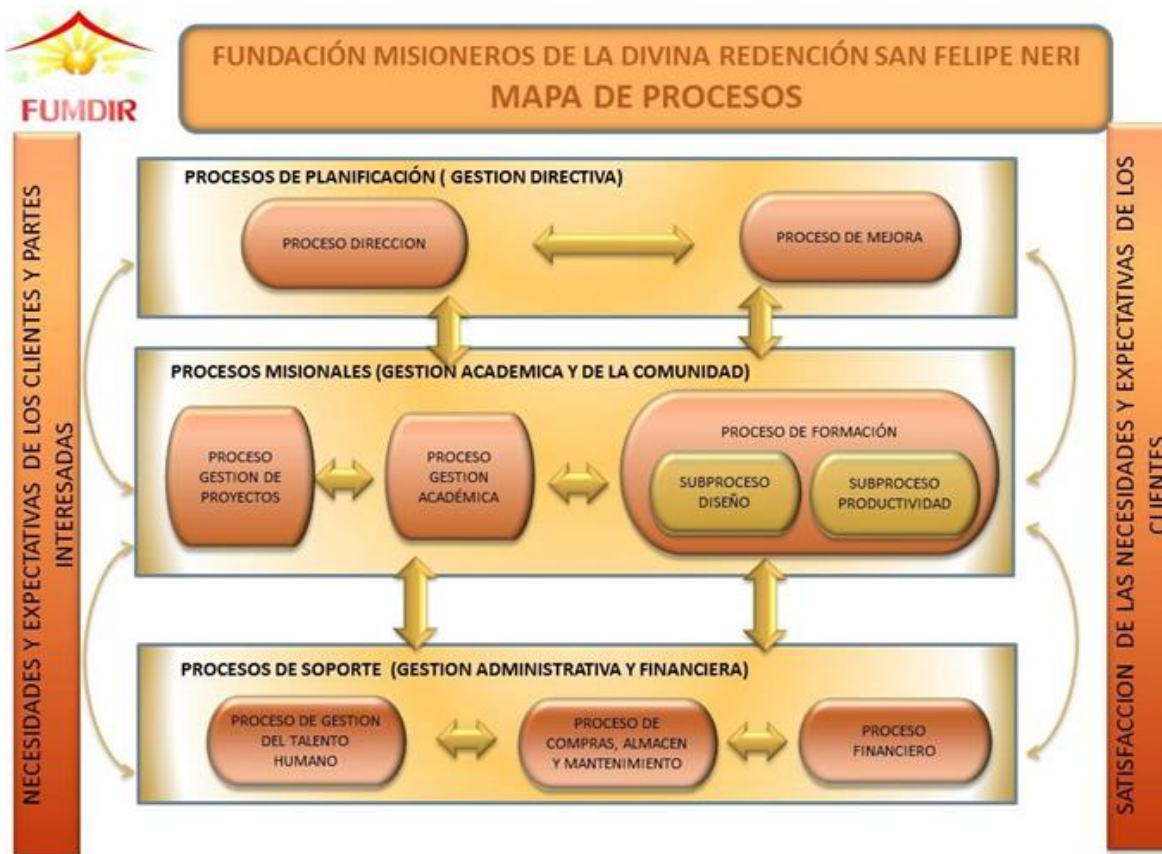 FUMDIR
FUNDACIÓN MISIONEROS DE LA DIVINA REDENCIÓN SAN FELIPE NERI
MAPA DE PROCESOS
NECESIDADES Y EXPECTATIVAS DE LOS CLIENTES Y PARTES
INTERESADAS
PROCESOS DE PLANIFICACIÓN ( GESTION DIRECTIVA)
PROCESO DIRECCION
PROCESO DE MEJORA
PROCESOS MISIONALES (GESTION ACADEMICA Y DE LA COMUNIDAD)
PROCESO
GESTION DE
PROYECTOS
PROCESO
GESTION
ACADÉMICA
PROCESO DE FORMACIÓN
SUBPROCESO
DISEÑO
SUBPROCESO
PRODUCTIVIDAD
PROCESOS DE SOPORTE (GESTION ADMINISTRATIVA Y FINANCIERA)
PROCESO DE GESTION
DEL TALENTO
HUMANO
PROCESO DE
COMPRAS, ALMACEN
Y MANTENIMIENTO
PROCESO
FINANCIERO
SATISFACCION DE LAS NECESIDADES Y EXPECTATIVAS DE LOS
CLIENTES